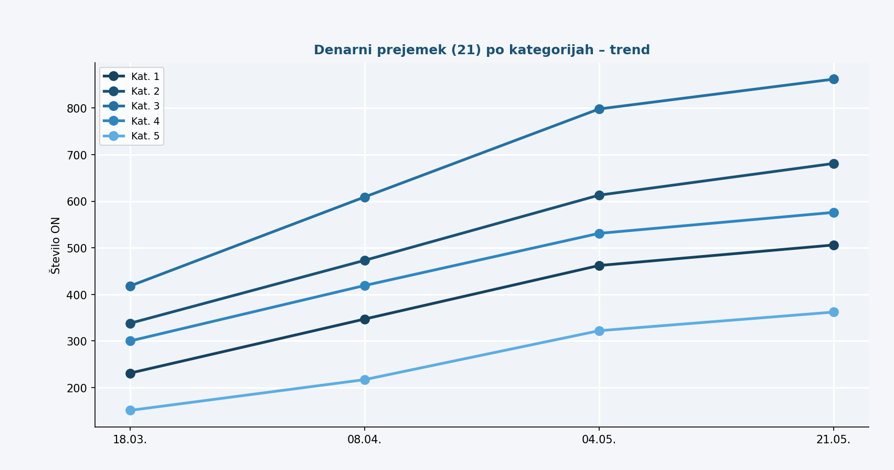 Denarni prejemek (21) po kategorijah – trend
Kat. 1
Kat. 2
Kat. 3
Kat. 4
Kat. 5
Število ON
800
700
600
500
400
300
200
18.03.
08.04.
04.05.
21.05.